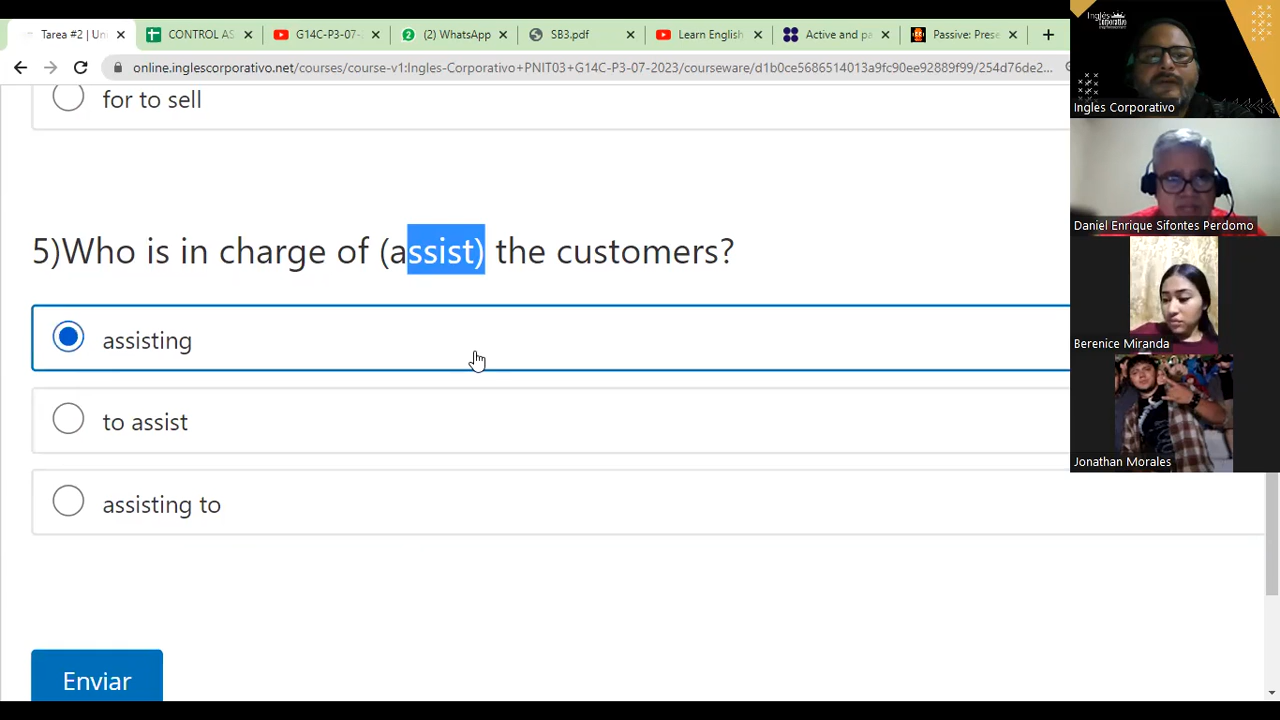 Tarea #2 | Un
CONTROL AS
G14C-P3-07-
(2) WhatsApp
SB3.pdf
Learn English
Active and pa
Passive: Prese
online.inglescorporativo.net/courses/course-v1:Ingles-Corporativo+PNIT03+G14C-P3-07-2023/courseware/d1b0ce5686514013a9fc90ee92889f99/254d76de2...
for to sell
5)Who is in charge of (assist) the customers?
assisting
to assist
assisting to
Enviar
Inglés
Corporativo
Ingles Corporativo
Daniel Enrique Sifontes Perdomo
Berenice Miranda
Jonathan Morales